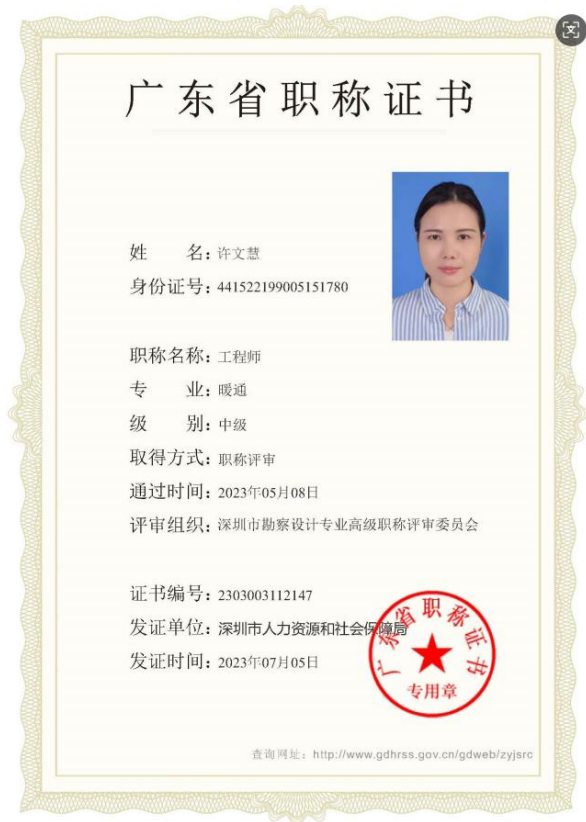 广东省职称证书
姓 名：许文慧
身份证号：441522199005151780
职称名称：工程师
专 业：暖通
级 别：中级
取得方式：职称评审
通过时间：2023年05月08日
评审组织：深圳市勘察设计专业高级职称评审委员会
证书编号：2303003112147
发证单位：深圳市人力资源和社会保障局
发证时间：2023年07月05日
广东省职称证书
专用章
查询网址：http://www.gdhrss.gov.cn/gdweb/zyjsrc